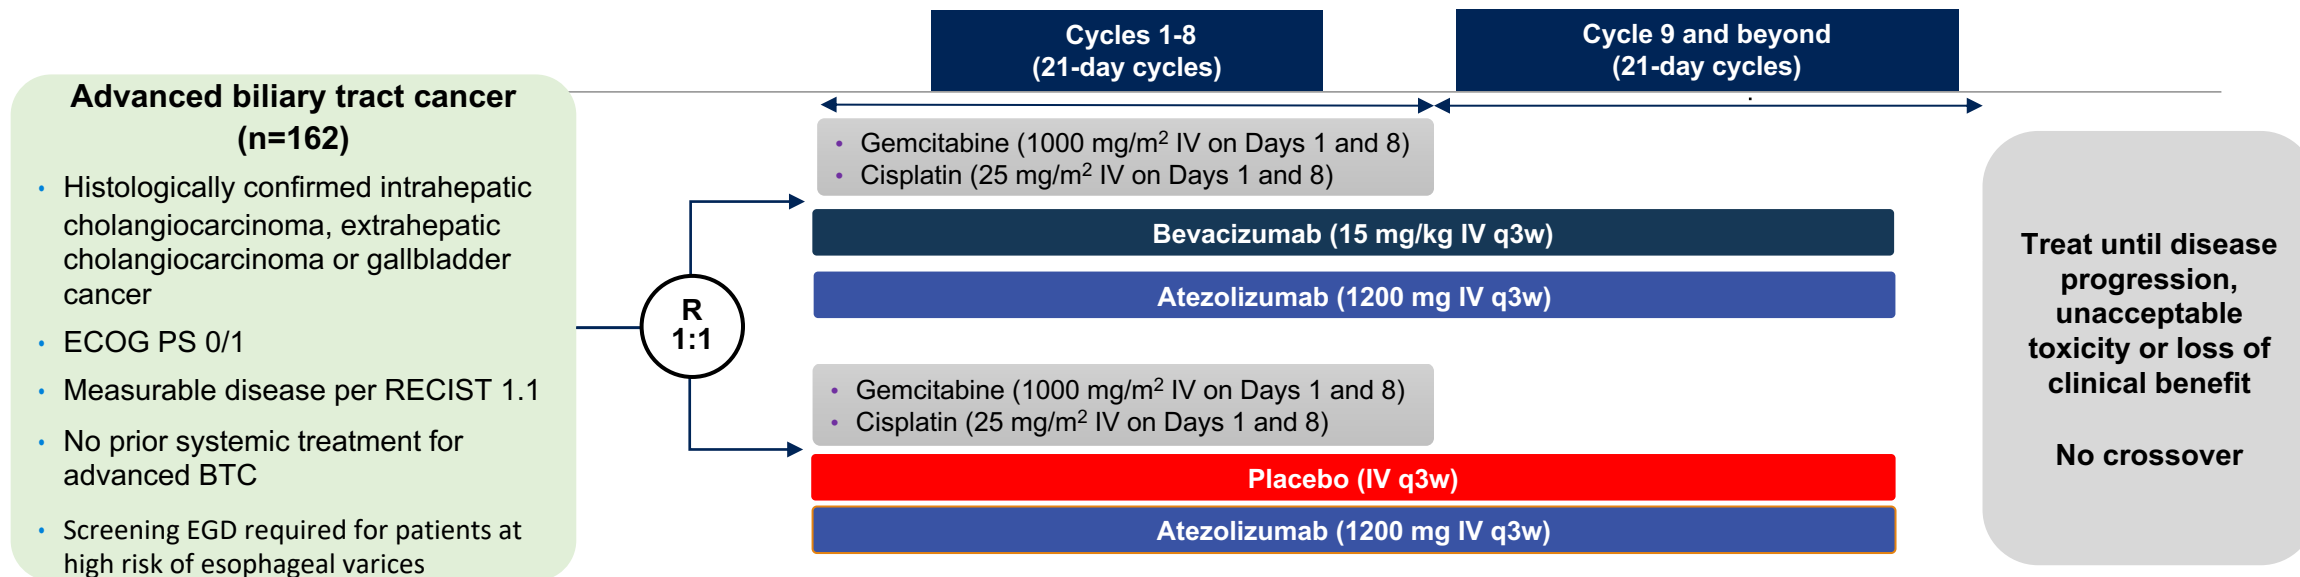 Cycles 1-8
(21-day cycles)
Cycle 9 and beyond
(21-day cycles)
Advanced biliary tract cancer
(n=162)
• Histologically confirmed intrahepatic
cholangiocarcinoma, extrahepatic
cholangiocarcinoma or gallbladder
cancer
• ECOG PS 0/1
• Measurable disease per RECIST 1.1
• No prior systemic treatment for
advanced BTC
• Screening EGD required for patients at
high risk of esophageal varices
R
1:1
• Gemcitabine (1000 mg/m² IV on Days 1 and 8)
• Cisplatin (25 mg/m² IV on Days 1 and 8)
Bevacizumab (15 mg/kg IV q3w)
Atezolizumab (1200 mg IV q3w)
• Gemcitabine (1000 mg/m² IV on Days 1 and 8)
• Cisplatin (25 mg/m² IV on Days 1 and 8)
Placebo (IV q3w)
Atezolizumab (1200 mg IV q3w)
Treat until disease
progression,
unacceptable
toxicity or loss of
clinical benefit
No crossover